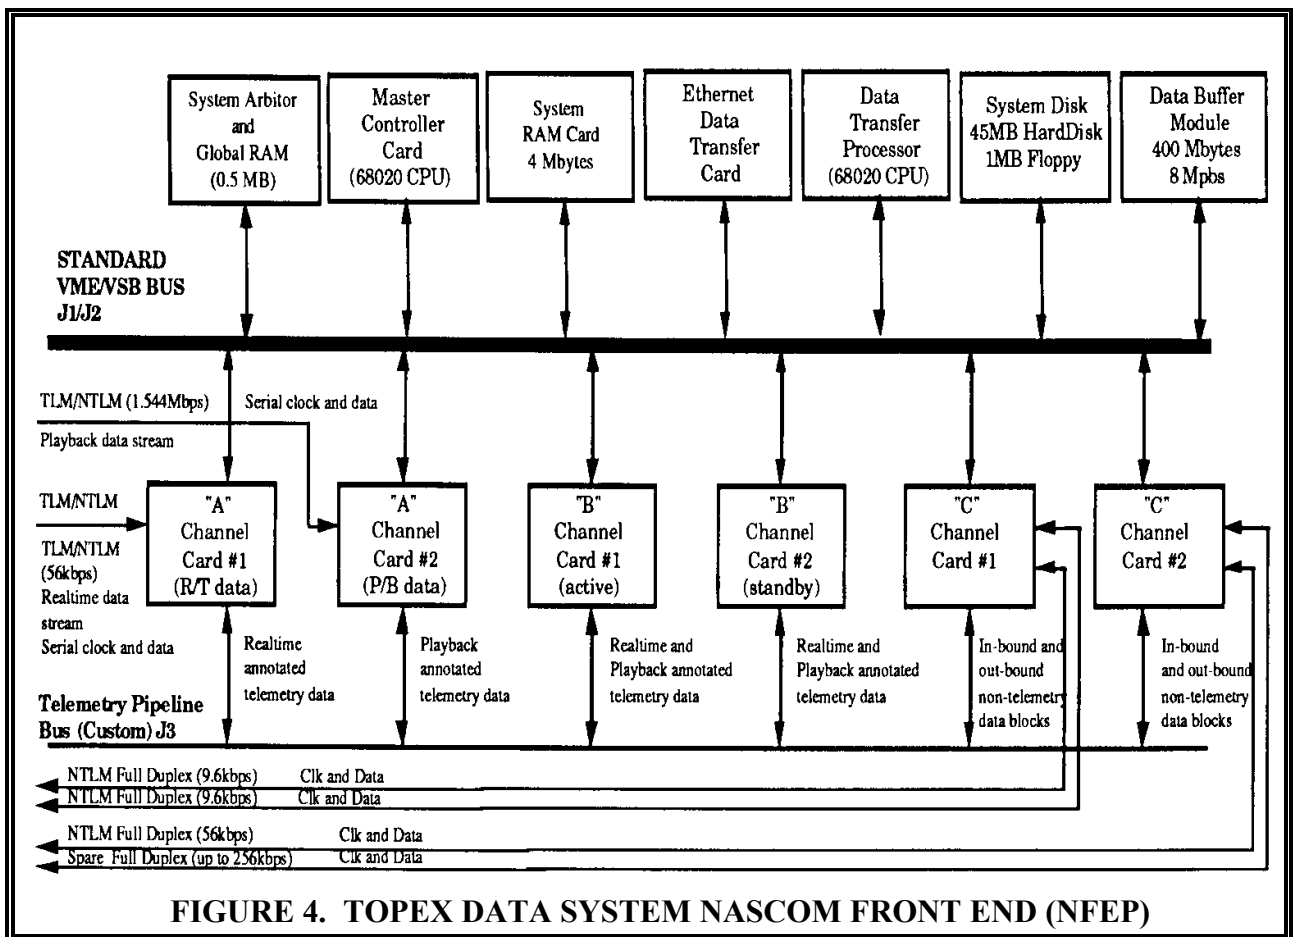 System Arbitor
and
Global RAM
(0.5 MB)
Master
Controller
Card
(68020 CPU)
System
RAM Card
4 Mbytes
Ethernet
Data
Transfer
Card
Data
Transfer
Processor
(68020 CPU)
System Disk
45MB HardDisk
1MB Floppy
Data Buffer
Module
400 Mbytes
8 Mpbs
STANDARD
VME/VSB BUS
J1/J2
TLM/NTLM (1.544Mbps)
Serial clock and data
Playback data stream
TLM/NTLM
TLM/NTLM
(56kbps)
Realtime data
stream
Serial clock and data
"A"
Channel
Card #1
(R/T data)
"A"
Channel
Card #2
(P/B data)
"B"
Channel
Card #1
(active)
"B"
Channel
Card #2
(standby)
"C"
Channel
Card #1
"C"
Channel
Card #2
Realtime
annotated
telemetry data
Playback
annotated
telemetry data
Realtime and
Playback annotated
telemetry data
Realtime and
Playback annotated
telemetry data
In-bound and
out-bound
non-telemetry
data blocks
In-bound
and out-bound
non-telemetry
data blocks
Telemetry Pipeline
Bus (Custom) J3
NTLM Full Duplex (9.6kbps) Clk and Data
NTLM Full Duplex (9.6kbps) Clk and Data
NTLM Full Duplex (56kbps) Clk and Data
Spare Full Duplex (up to 256kbps) Clk and Data
FIGURE 4. TOPEX DATA SYSTEM NASCOM FRONT END (NFEP)